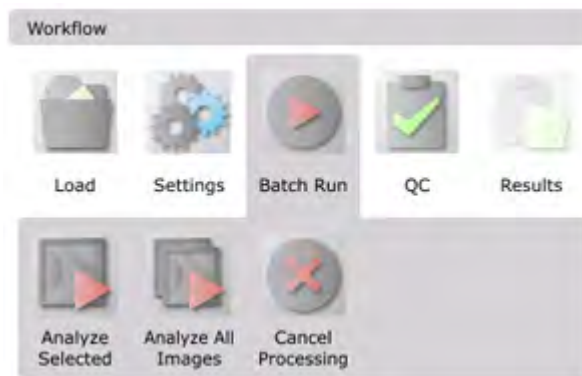 Workflow
Load Settings Batch Run QC Results
Analyze Selected Analyze All Images Cancel Processing